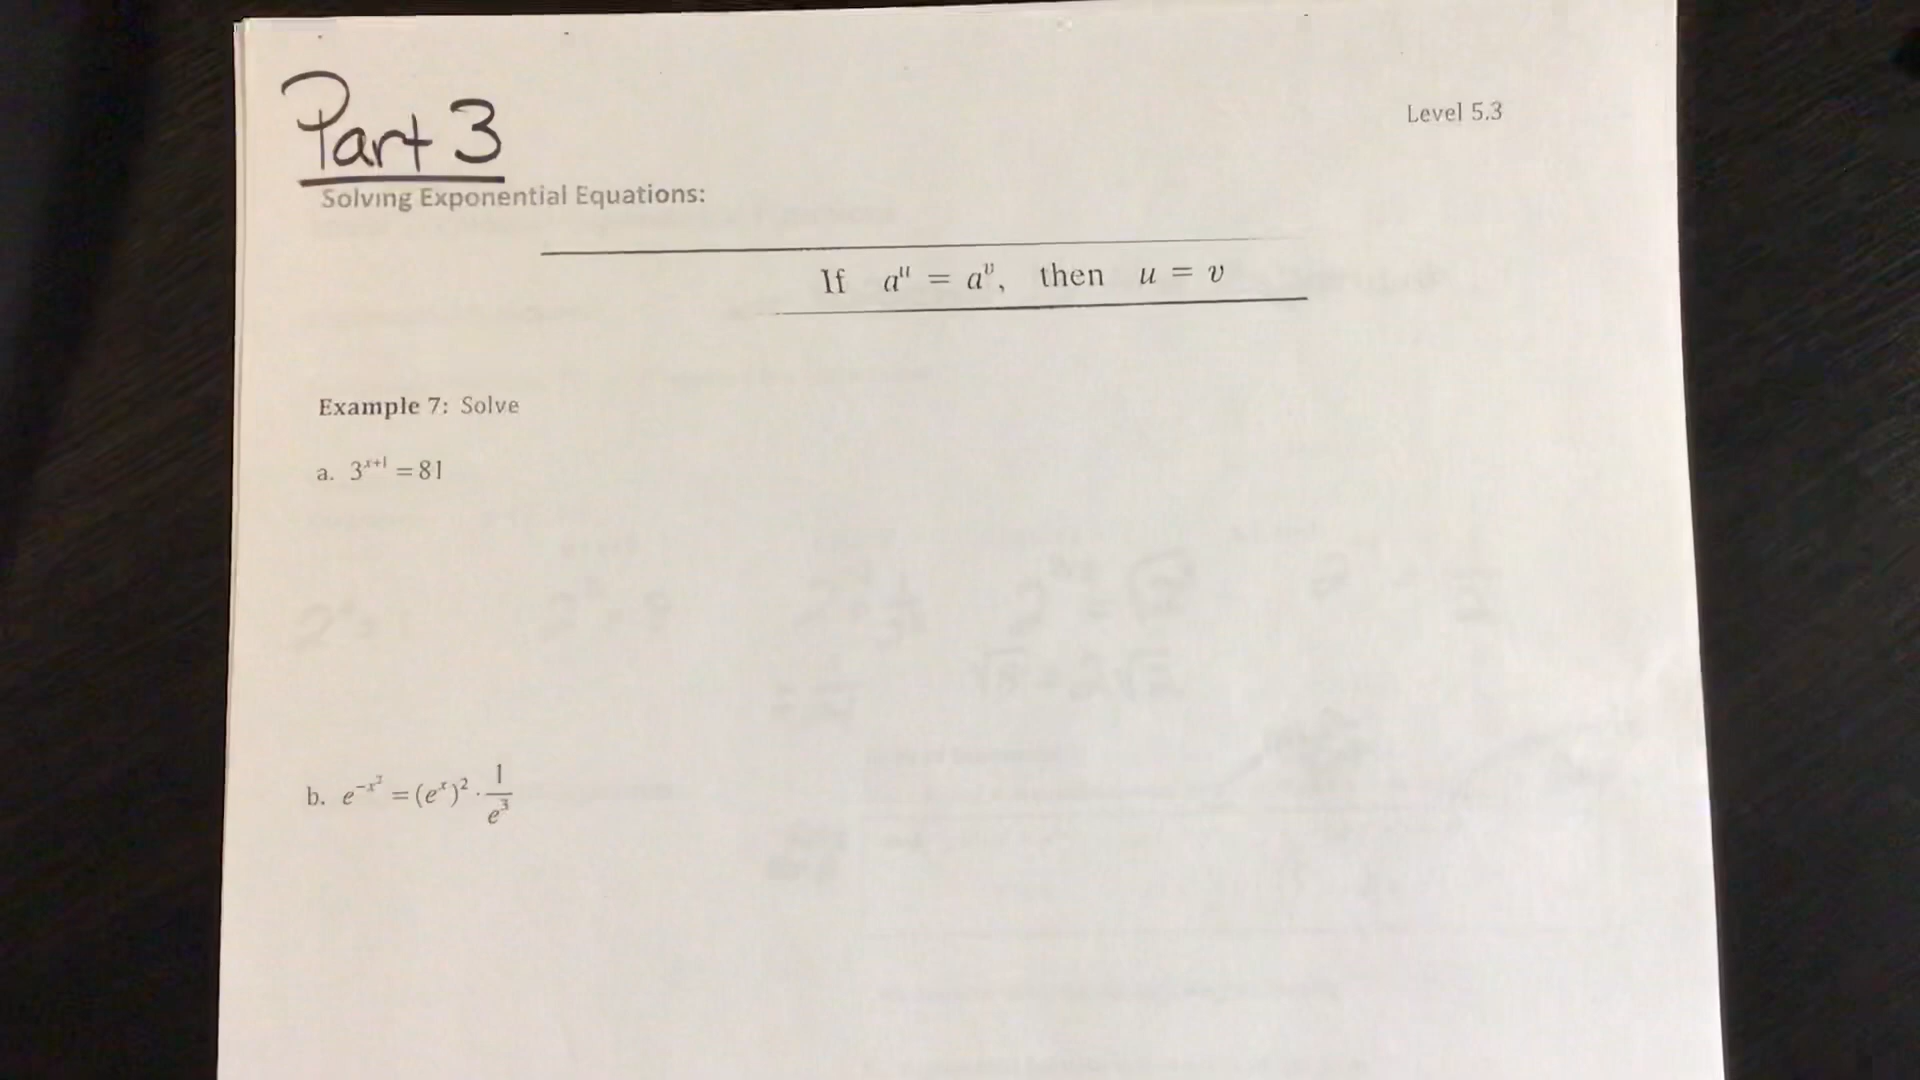 Part 3
Level 5.3
Solving Exponential Equations:
If a^u = a^v, then u = v
Example 7: Solve
a. 3^{x+1} = 81
b. e^{-x^2} = (e^x)^2 · \frac{1}{e^3}